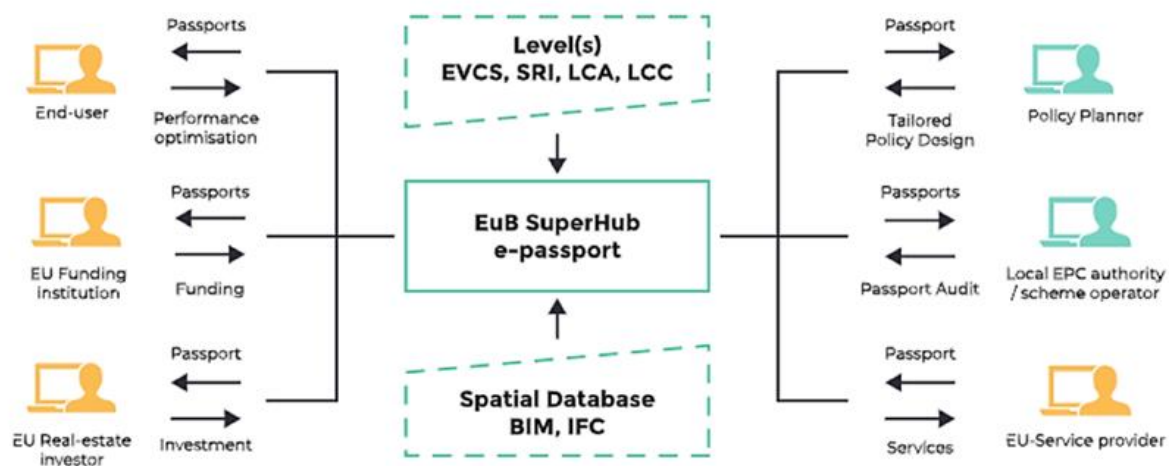 Passports
End-user
Performance
optimisation
Passports
EU Funding
institution
Funding
Passport
EU Real-estate
investor
Investment
Level(s)
EVCS, SRI, LCA, LCC
EuB SuperHub
e-passport
Spatial Database
BIM, IFC
Passport
Tailored
Policy Design
Policy Planner
Passports
Passport Audit
Local EPC authority
/ scheme operator
Passport
Services
EU-Service provider